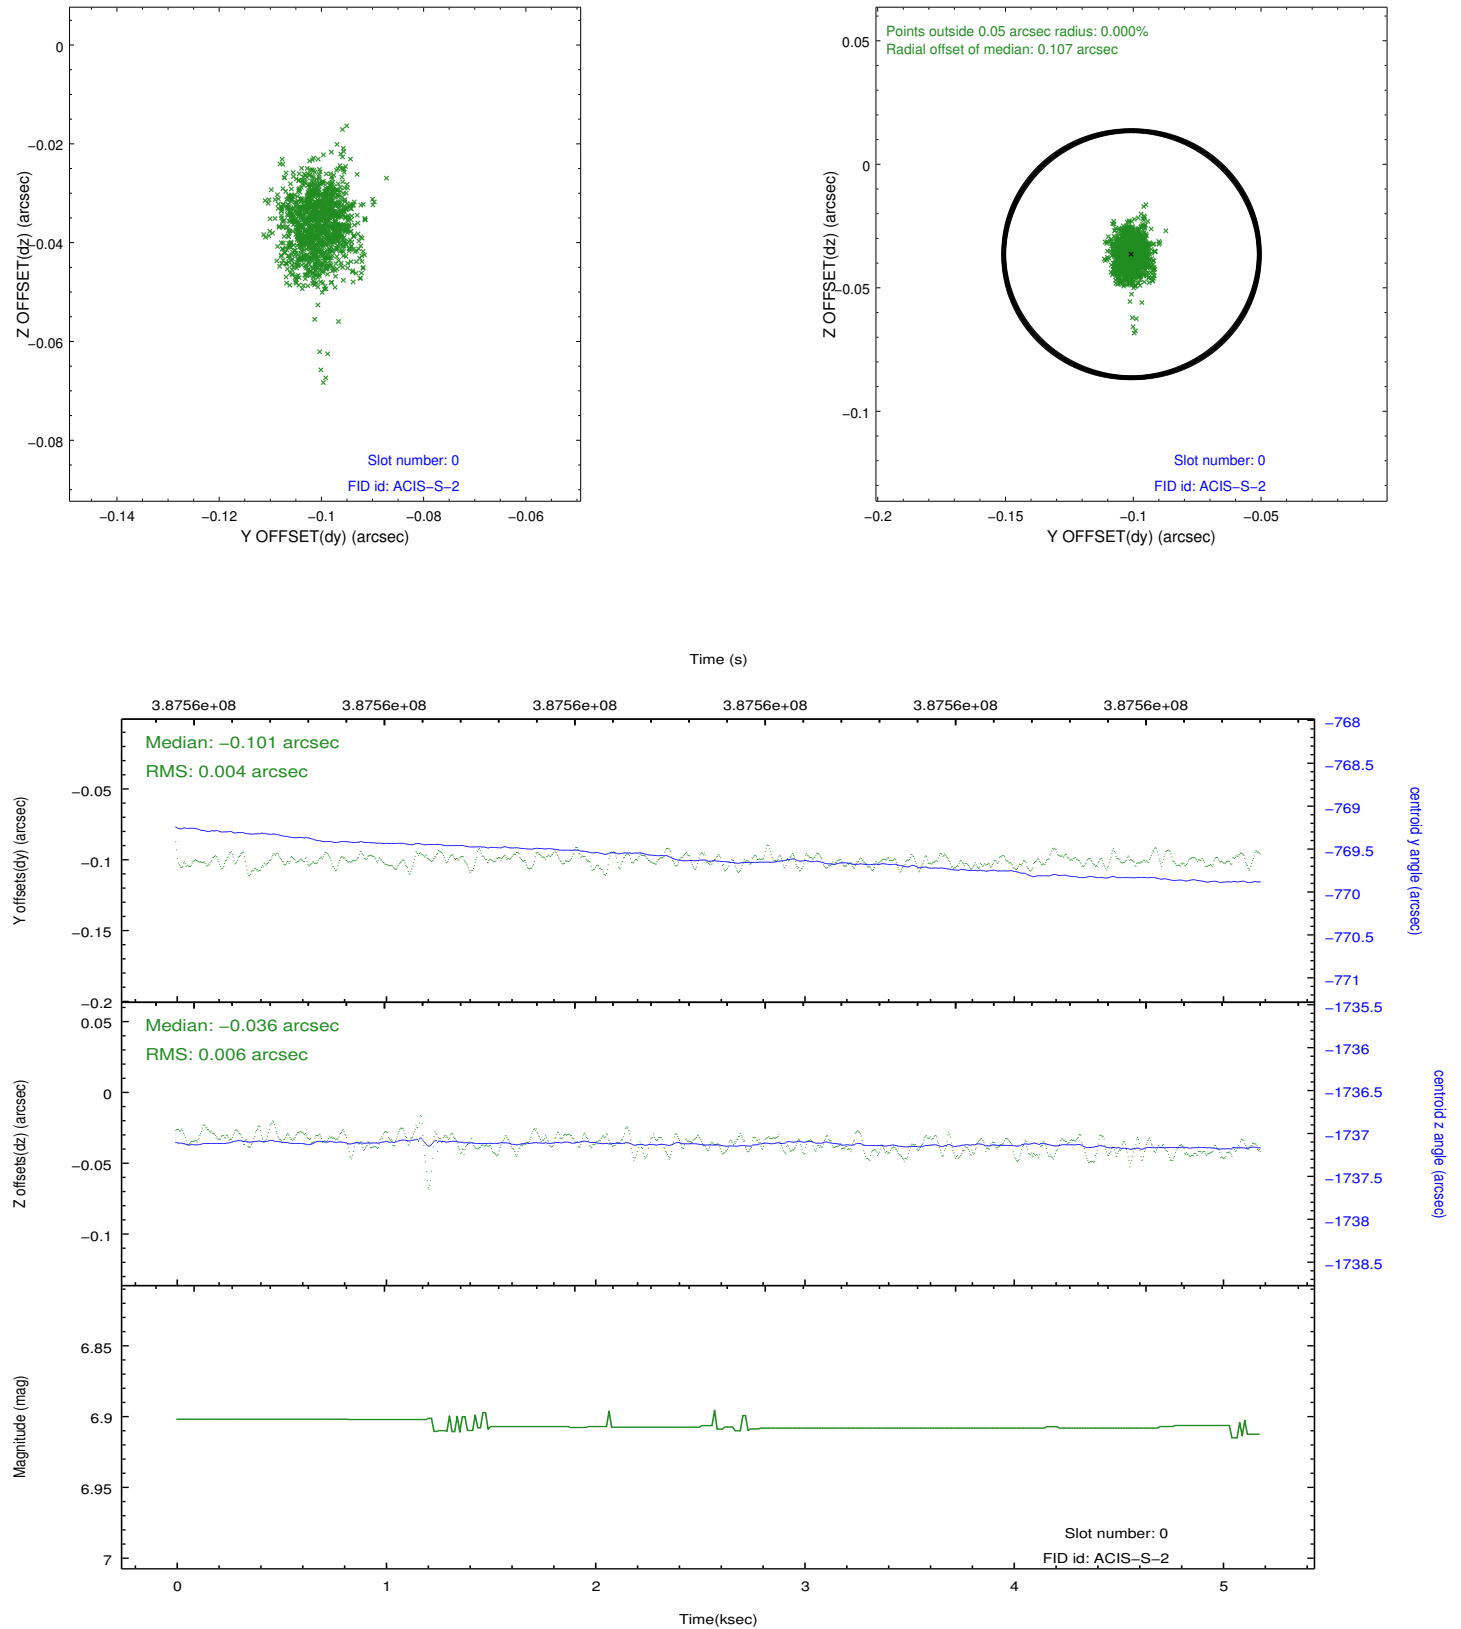 0
−0.02
−0.04
−0.06
−0.08
Z OFFSET(dz) (arcsec)
Slot number: 0
FID id: ACIS−S−2
−0.14
−0.12
−0.1
−0.08
−0.06
Y OFFSET(dy) (arcsec)
Points outside 0.05 arcsec radius: 0.000%
Radial offset of median: 0.107 arcsec
0.05
0
−0.05
−0.1
Z OFFSET(dz) (arcsec)
Slot number: 0
FID id: ACIS−S−2
−0.2
−0.15
−0.1
−0.05
Y OFFSET(dy) (arcsec)
Time (s)
3.8756e+08
3.8756e+08
3.8756e+08
3.8756e+08
3.8756e+08
3.8756e+08
Median: −0.101 arcsec
RMS: 0.004 arcsec
−0.05
−0.1
−0.15
−0.2
Y offsets(dy) (arcsec)
−768
−768.5
−769
−769.5
−770
−770.5
−771
centroid y angle (arcsec)
Median: −0.036 arcsec
RMS: 0.006 arcsec
0.05
0
−0.05
−0.1
Z offsets(dz) (arcsec)
−1735.5
−1736
−1736.5
−1737
−1737.5
−1738
−1738.5
centroid z angle (arcsec)
6.85
6.9
6.95
7
Magnitude (mag)
Slot number: 0
FID id: ACIS−S−2
0
1
2
3
4
5
Time(ksec)